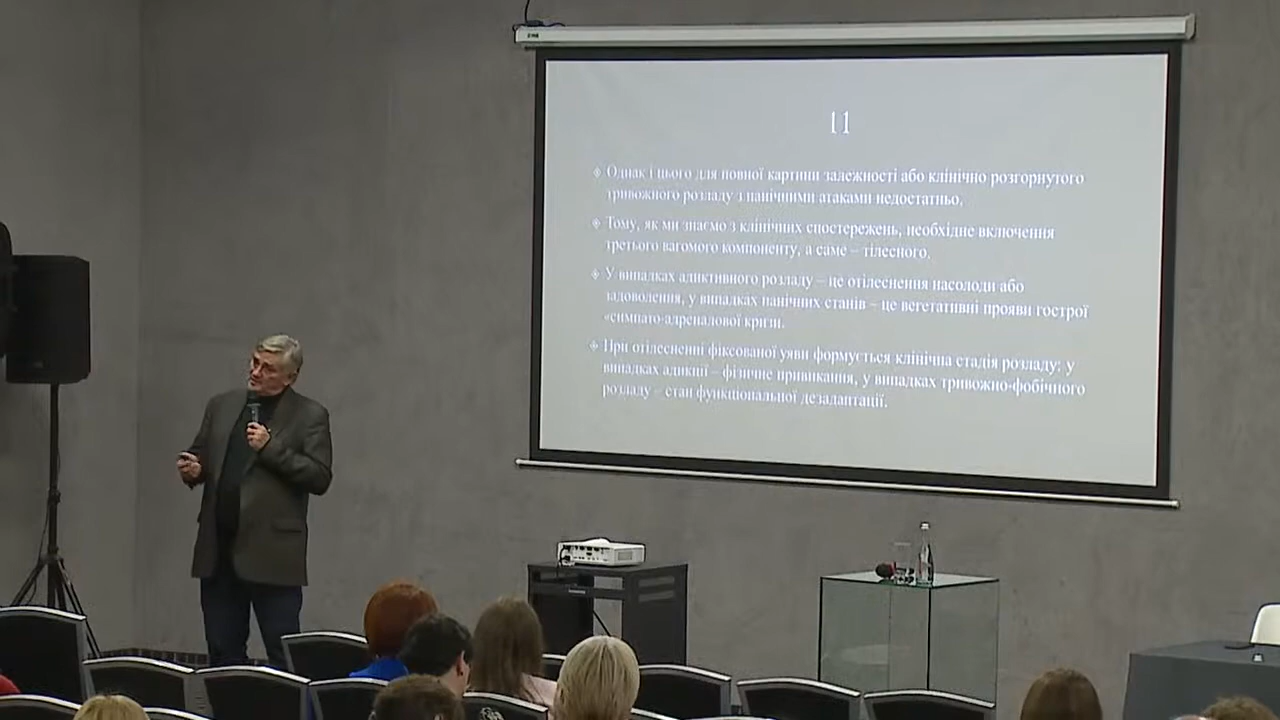 11
Однак і цього для повної картини залежності або клінічно розгорнутого
тривожного розладу з панічними атаками недостатньо.
Тому, як ми знаємо з клінічних спостережень, необхідне включення
третього вагомого компоненту, а саме – тілесного.
У випадках адиктивного розладу – це отілеснення насолоди або
задоволення, у випадках панічних станів – це вегетативні прояви гострої
«симпато-адреналової кризи.
При отілесненні фіксованої уяви формується клінічна стадія розладу: у
випадках адикції – фізичне привикання, у випадках тривожно-фобічного
розладу – стан функціональної дезадаптації.